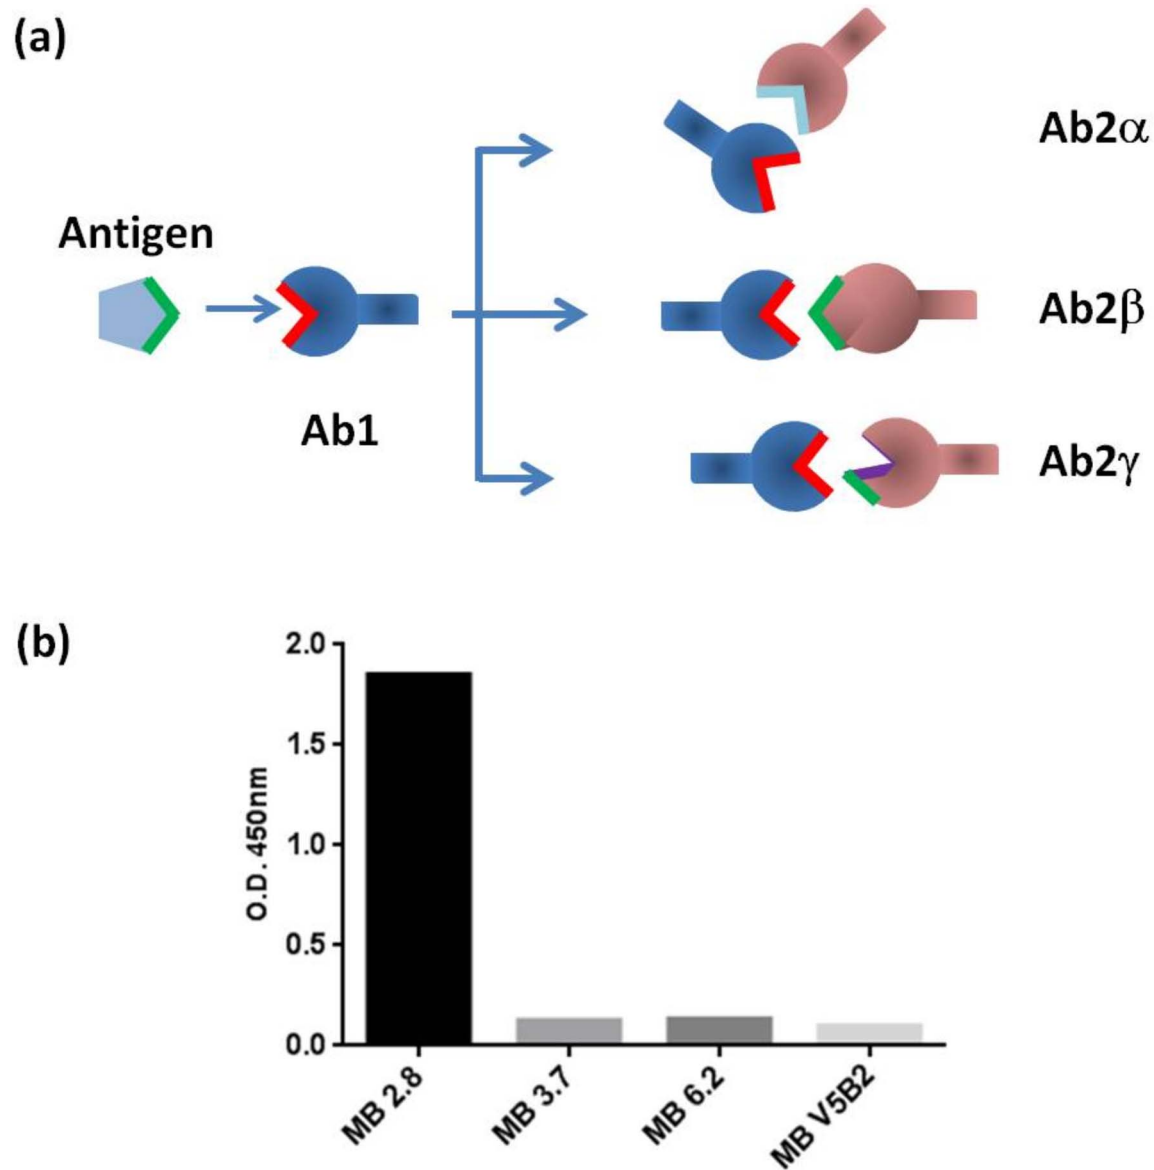 (a)
Ab2α
Antigen
Ab2β
Ab1
Ab2γ
(b)
2.0
1.5
1.0
0.5
0.0
O.D. 450nm
MB 2.8
MB 3.7
MB 6.2
MB V5B2